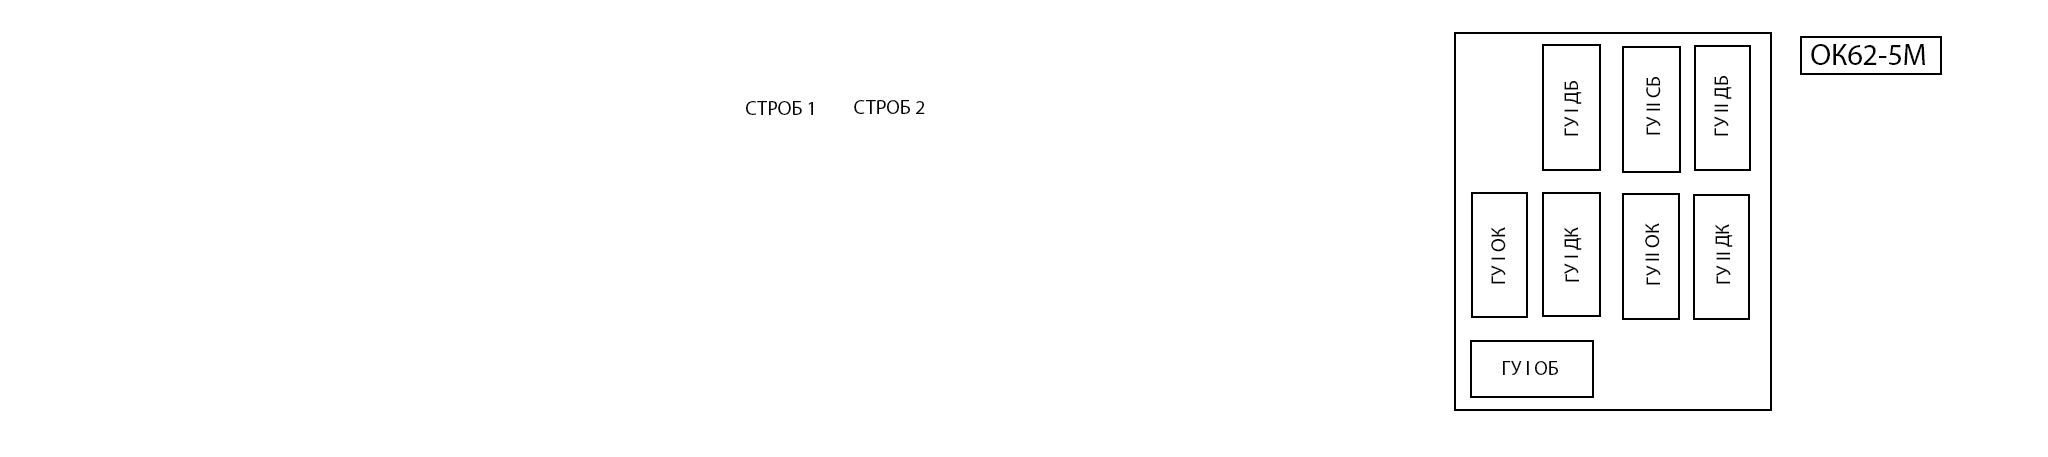 СТРОБ 1
СТРОБ 2
ГУ I ДБ
ГУ II СБ
ГУ II ДБ
ОК62-5М
ГУ I ОК
ГУ I ДК
ГУ II ОК
ГУ II ДК
ГУ I ОБ